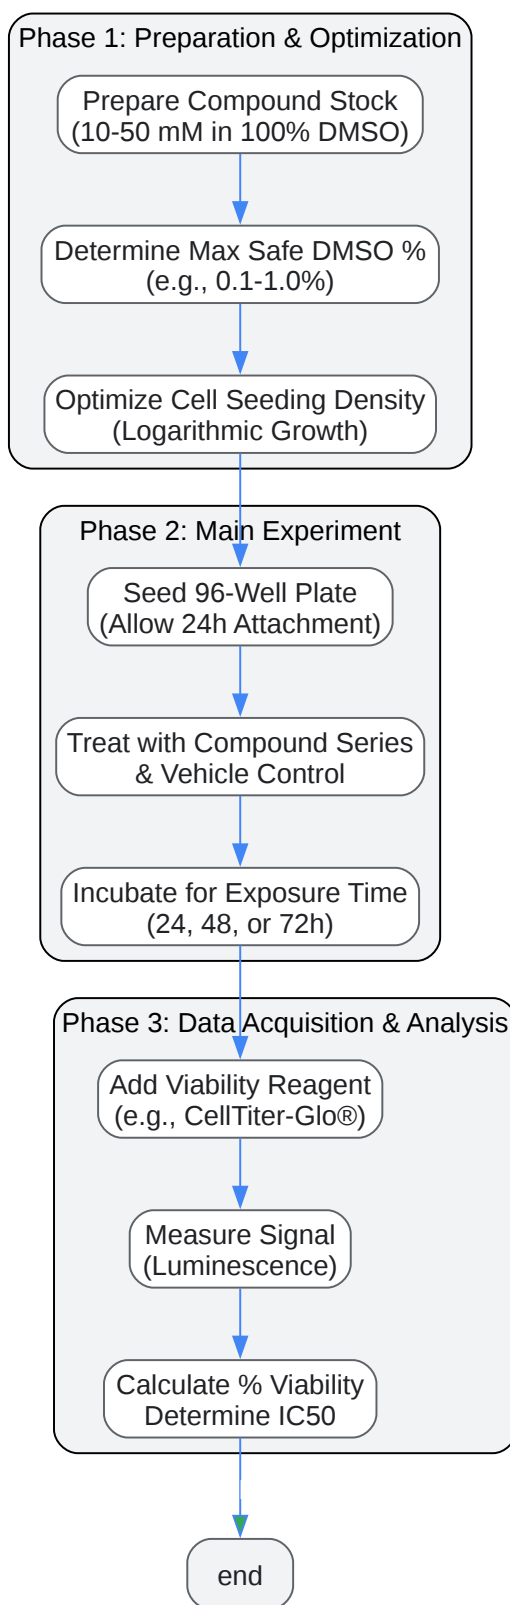 Phase 1: Preparation & Optimization
Prepare Compound Stock
(10-50 mM in 100% DMSO)
Determine Max Safe DMSO %
(e.g., 0.1-1.0%)
Optimize Cell Seeding Density
(Logarithmic Growth)
Phase 2: Main Experiment
Seed 96-Well Plate
(Allow 24h Attachment)
Treat with Compound Series
& Vehicle Control
Incubate for Exposure Time
(24, 48, or 72h)
Phase 3: Data Acquisition & Analysis
Add Viability Reagent
(e.g., CellTiter-Glo®)
Measure Signal
(Luminescence)
Calculate % Viability
Determine IC50
end